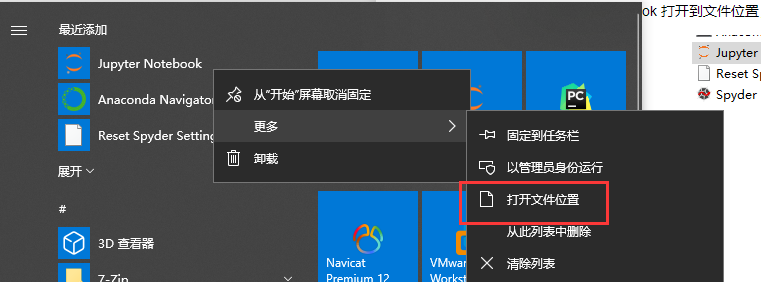 最近添加
ok 打开到文件位置
Jupyter Notebook
Jupyter
Anaconda Navigator
Reset S
从"开始"屏幕取消固定
PC
Spyder
Reset Spyder Setting
更多
固定到任务栏
展开
卸载
以管理员身份运行
打开文件位置
#
从此列表中删除
3D 查看器
Navicat
Premium 12
VMwar
Workst
清除列表
7-Zip